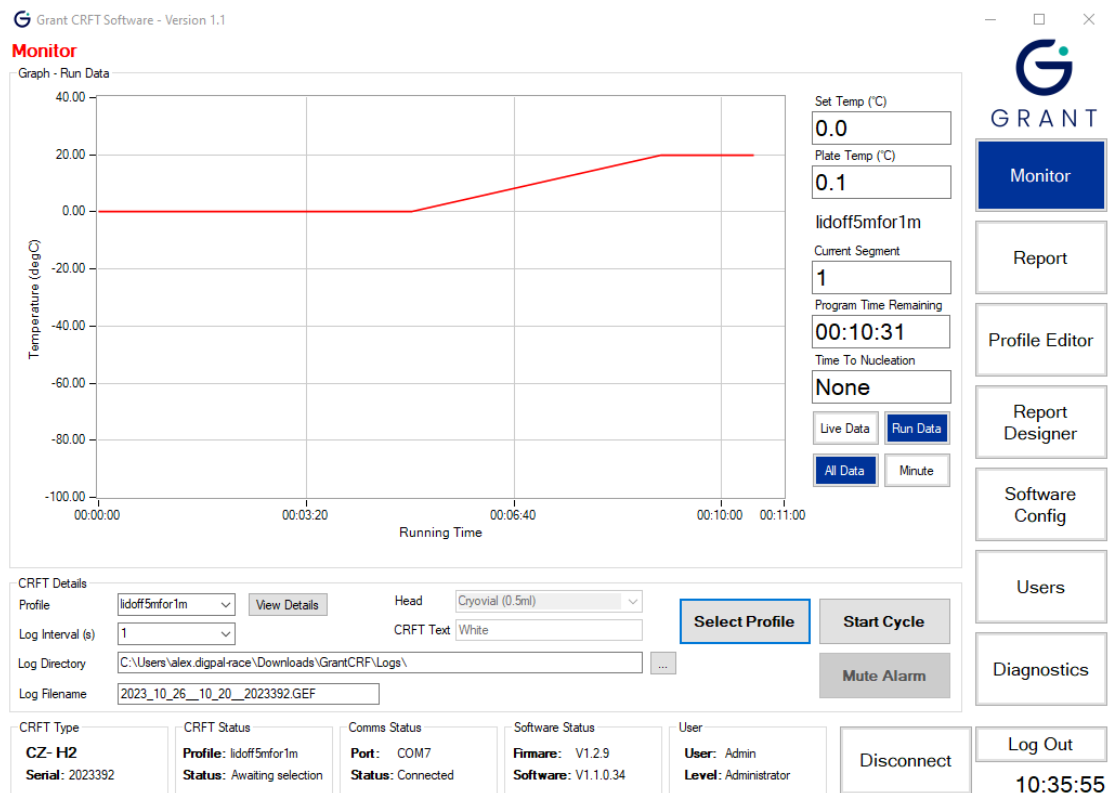 Grant CRFT Software - Version 1.1
Monitor
Graph - Run Data
40.00
20.00
0.00
-20.00
-40.00
-60.00
-80.00
-100.00
Temperature (degC)
00:00:00
00:03:20
00:06:40
00:10:00
00:11:00
Running Time
Set Temp (°C)
0.0
Plate Temp (°C)
0.1
lidoff5mfor1m
Current Segment
1
Program Time Remaining
00:10:31
Time To Nucleation
None
Live Data
Run Data
All Data
Minute
GRANT
Monitor
Report
Profile Editor
Report
Designer
Software
Config
Users
Diagnostics
CRFT Details
Profile
lidoff5mfor1m
View Details
Head
Cryovial (0.5ml)
Log Interval (s)
1
CRFT Text
White
Log Directory
C:\Users\alex.digpal-race\Downloads\GrantCRF\Logs\
...
Log Filename
2023_10_26__10_20__2023392.GEF
Select Profile
Start Cycle
Mute Alarm
CRFT Type
CZ- H2
Serial: 2023392
CRFT Status
Profile: lidoff5mfor1m
Status: Awaiting selection
Comms Status
Port: COM7
Status: Connected
Software Status
Firmare: V1.2.9
Software: V1.1.0.34
User
User: Admin
Level: Administrator
Disconnect
Log Out
10:35:55